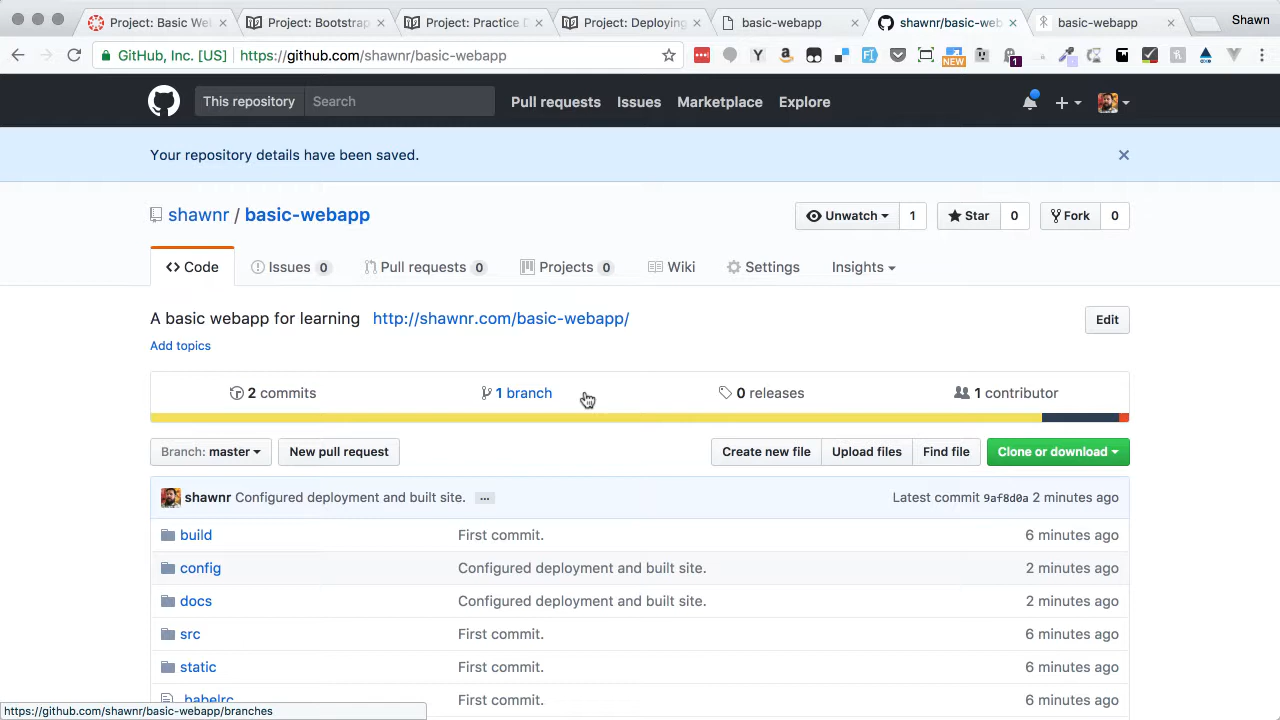 Project: Basic We
Project: Bootstrap
Project: Practice D
Project: Deploying
basic-webapp
shawnr/basic-web
basic-webapp
Shawn
GitHub, Inc. [US] https://github.com/shawnr/basic-webapp
NEW
1
This repository Search Pull requests Issues Marketplace Explore
Your repository details have been saved.
shawnr / basic-webapp
Unwatch 1 Star 0 Fork 0
Code Issues 0 Pull requests 0 Projects 0 Wiki Settings Insights
A basic webapp for learning http://shawnr.com/basic-webapp/
Edit
Add topics
2 commits 1 branch 0 releases 1 contributor
Branch: master New pull request Create new file Upload files Find file Clone or download
shawnr Configured deployment and built site. ... Latest commit 9af8d0a 2 minutes ago
build First commit. 6 minutes ago
config Configured deployment and built site. 2 minutes ago
docs Configured deployment and built site. 2 minutes ago
src First commit. 6 minutes ago
static First commit. 6 minutes ago
.babelrc First commit. 6 minutes ago
https://github.com/shawnr/basic-webapp/branches